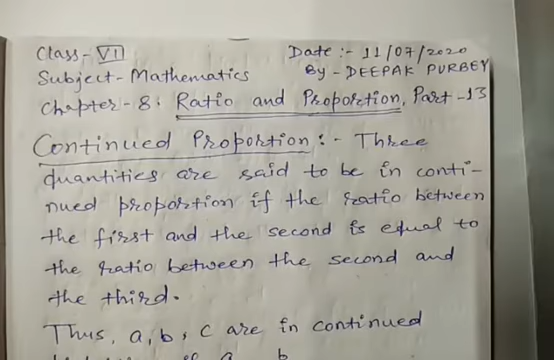 Class - VI Date :- 11/07/2020
Subject - Mathematics By - DEEPAK PURBEY
Chapter - 8: Ratio and Proportion, Part - 13
Continued Proportion :- Three
quantities are said to be in conti-
nued proportion if the ratio between
the first and the second is equal to
the ratio between the second and
the third.
Thus, a, b, c are in continued